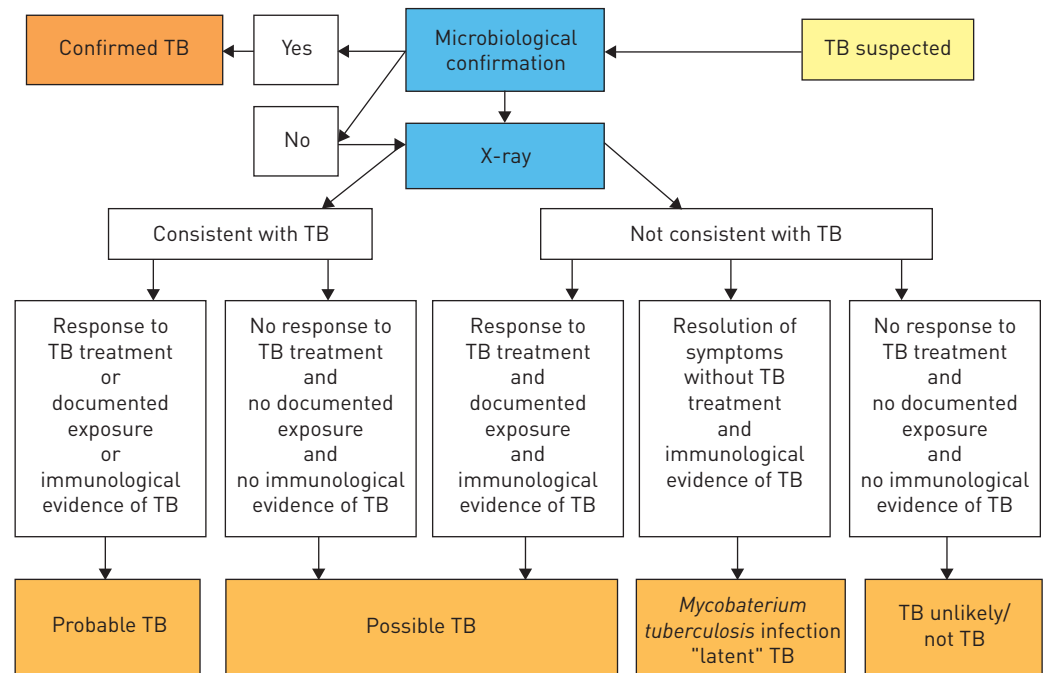 Confirmed TB
Yes
Microbiological
confirmation
TB suspected
No
X-ray
Consistent with TB
Not consistent with TB
Response to
TB treatment
or
documented
exposure
or
immunological
evidence of TB
No response to
TB treatment
and
no documented
exposure
and
no immunological
evidence of TB
Response to
TB treatment
and
documented
exposure
and
immunological
evidence of TB
Resolution of
symptoms
without TB
treatment
and
immunological
evidence of TB
No response to
TB treatment
and
no documented
exposure
and
no immunological
evidence of TB
Probable TB
Possible TB
Mycobaterium
tuberculosis infection
"latent" TB
TB unlikely/
not TB